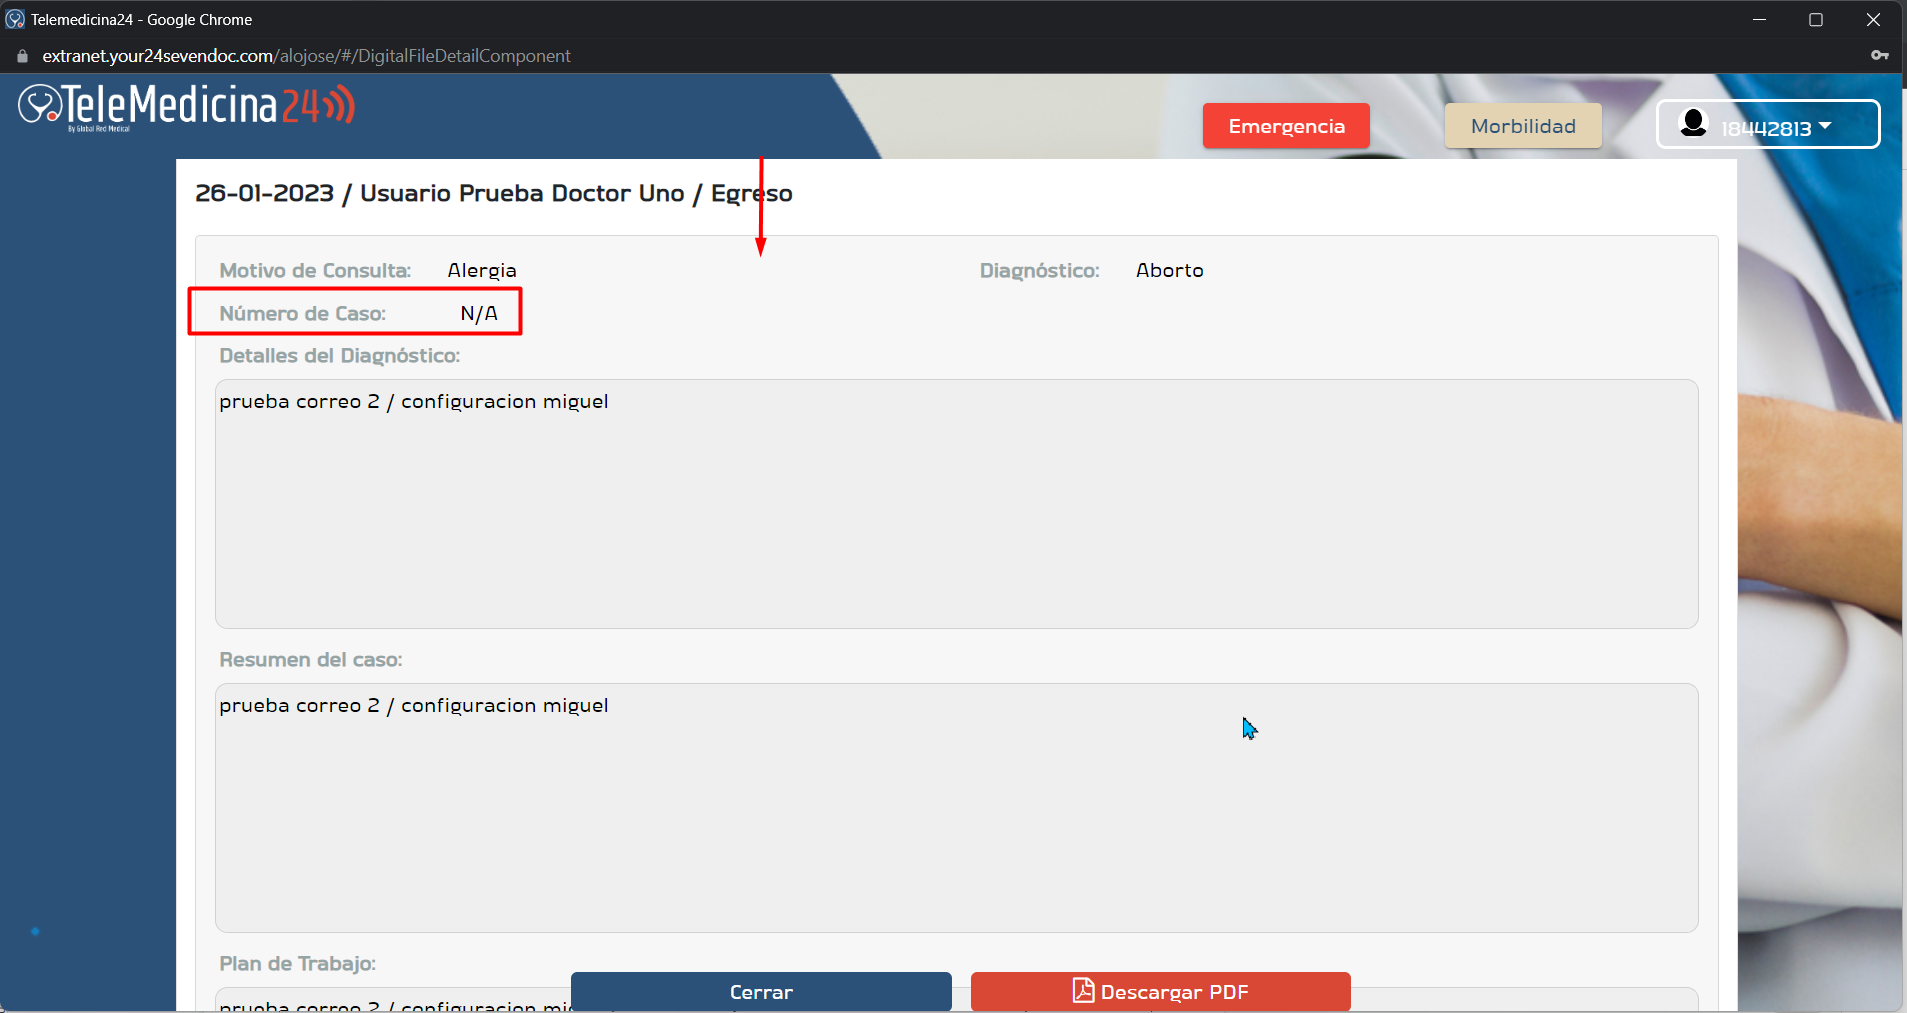 Telemedicina24 - Google Chrome
extranet.your24sevendoc.com/alojose/#/DigitalFileDetailComponent
TeleMedicina24
By Global Red Medical
Emergencia
Morbilidad
18442813
26-01-2023 / Usuario Prueba Doctor Uno / Egreso
Motivo de Consulta: Alergia
Diagnóstico: Aborto
Número de Caso: N/A
Detalles del Diagnóstico:
prueba correo 2 / configuracion miguel
Resumen del caso:
prueba correo 2 / configuracion miguel
Plan de Trabajo:
prueba correo 2 / configuracion
Cerrar
Descargar PDF